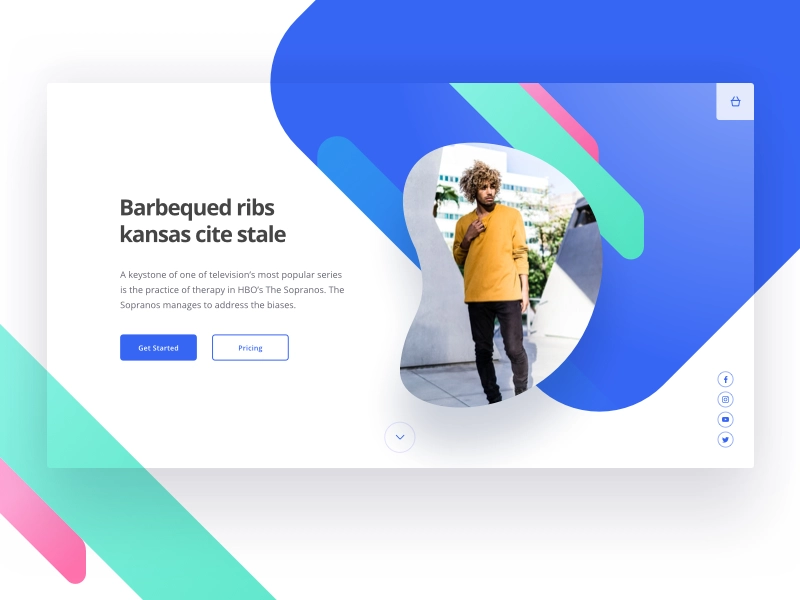 Barbequed ribs
kansas cite stale
A keystone of one of television's most popular series
is the practice of therapy in HBO's The Sopranos. The
Sopranos manages to address the biases.
Get Started
Pricing